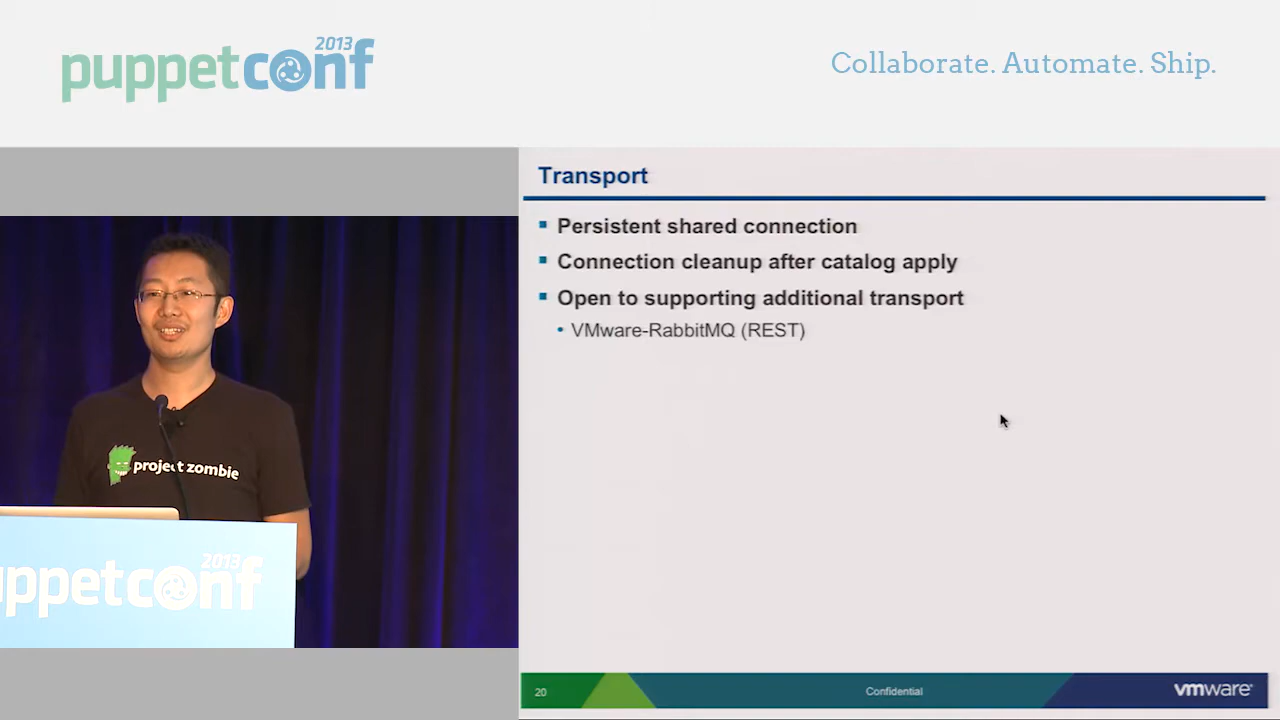 puppetconf 2013
Collaborate. Automate. Ship.
Transport
Persistent shared connection
Connection cleanup after catalog apply
Open to supporting additional transport
VMware-RabbitMQ (REST)
project zombie
uppetconf 2013
20
Confidential
vmware